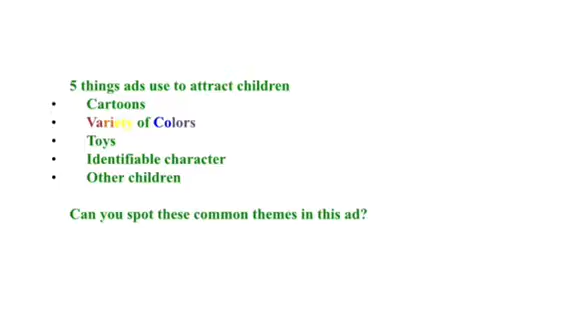 5 things ads use to attract children
• Cartoons
• Variety of Colors
• Toys
• Identifiable character
• Other children
Can you spot these common themes in this ad?